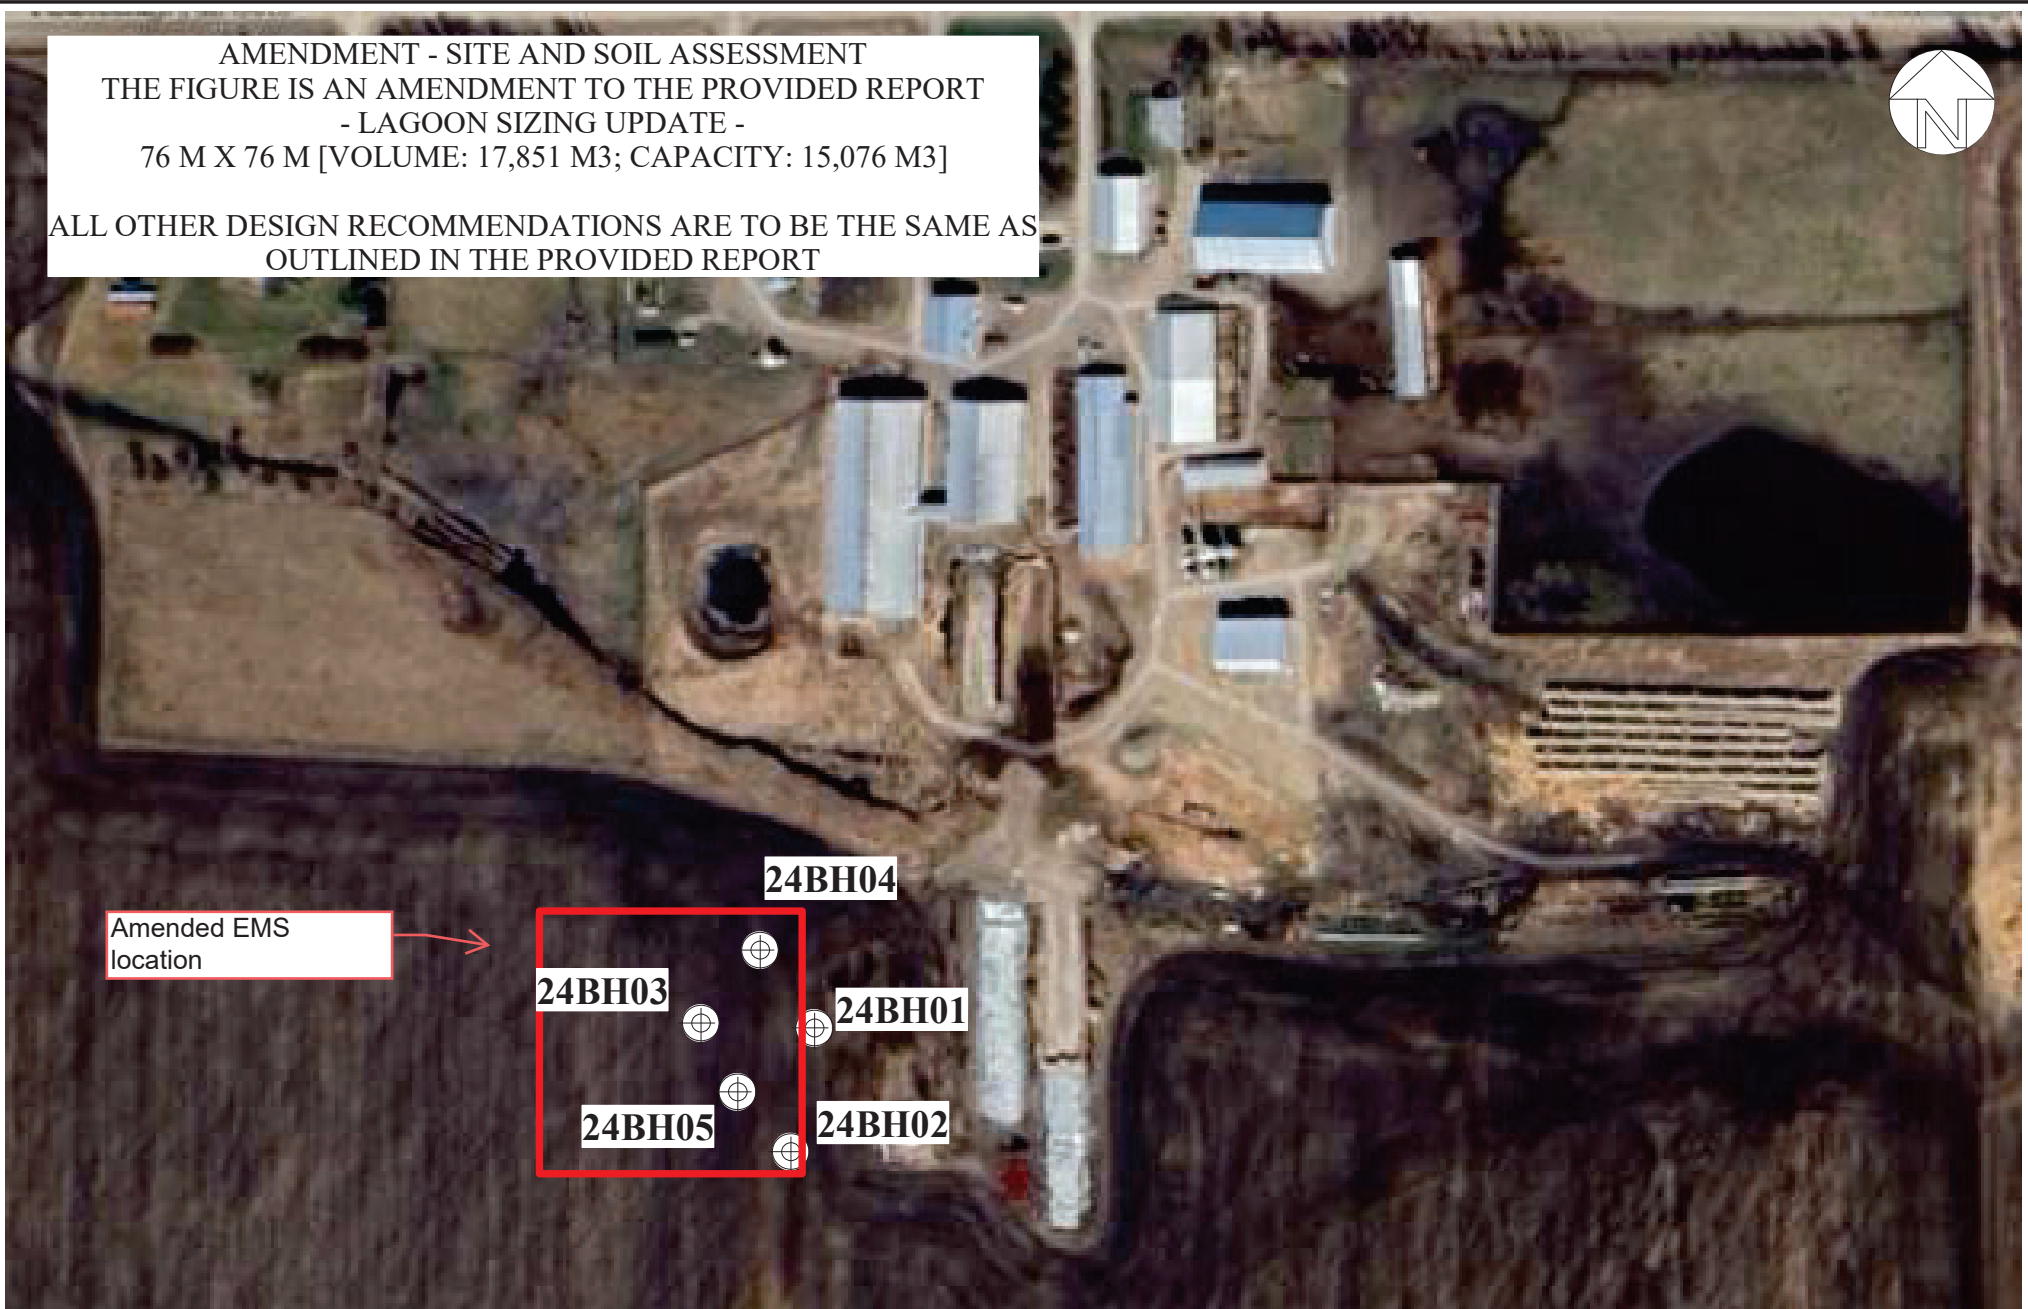 AMENDMENT - SITE AND SOIL ASSESSMENT
THE FIGURE IS AN AMENDMENT TO THE PROVIDED REPORT
- LAGOON SIZING UPDATE -
76 M X 76 M [VOLUME: 17,851 M3; CAPACITY: 15,076 M3]
ALL OTHER DESIGN RECOMMENDATIONS ARE TO BE THE SAME AS
OUTLINED IN THE PROVIDED REPORT
N
24BH04
Amended EMS
location
24BH03
24BH01
24BH05
24BH02